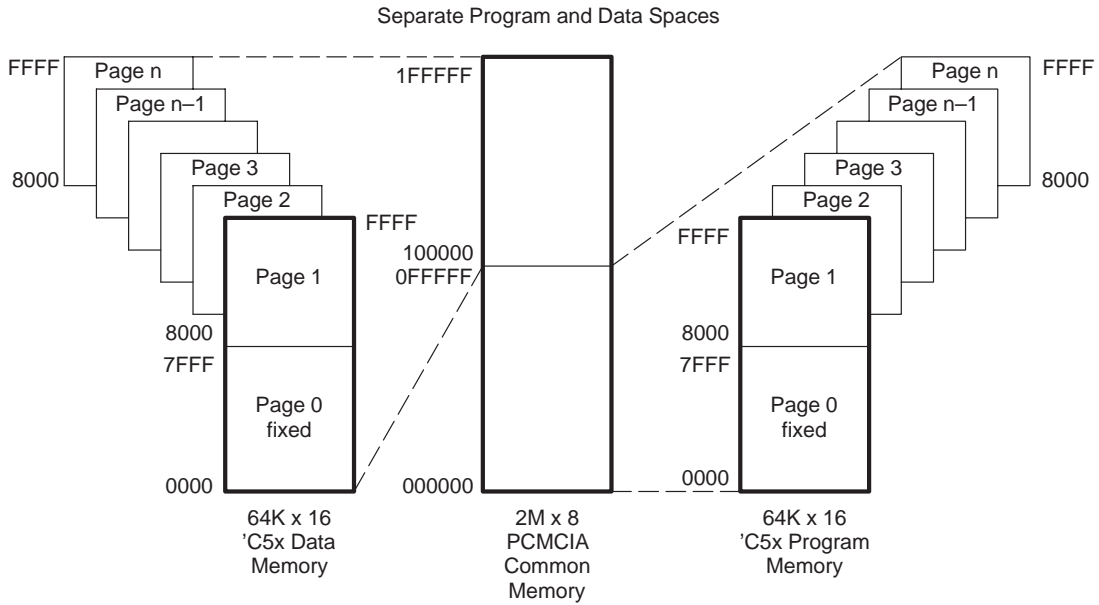 Separate Program and Data Spaces
FFFF
Page n
Page n–1
Page 3
Page 2
8000
FFFF
Page 1
8000
7FFF
Page 0
fixed
0000
64K x 16
’C5x Data
Memory
1FFFFF
100000
0FFFFF
000000
2M x 8
PCMCIA
Common
Memory
Page n
FFFF
Page n–1
Page 3
Page 2
8000
FFFF
Page 1
8000
7FFF
Page 0
fixed
0000
64K x 16
’C5x Program
Memory